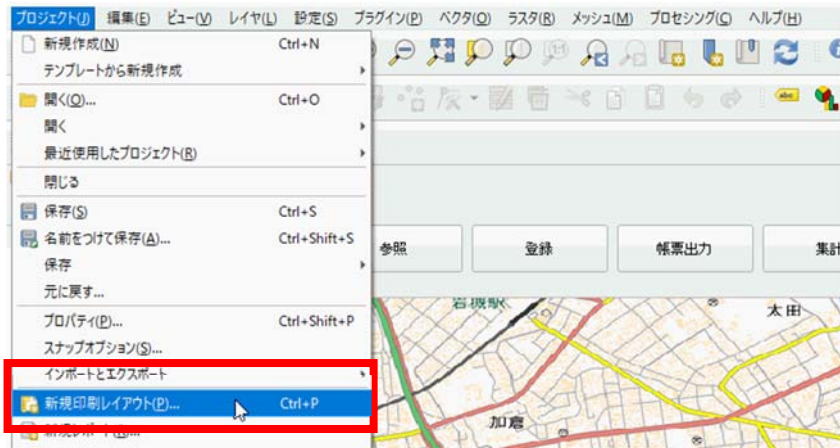 プロジェクト(J) 編集(E) ビュー(V) レイヤ(L) 設定(S) プラグイン(P) ベクタ(O) ラスタ(R) メッシュ(M) プロセシング(C) ヘルプ(H)
新規作成(N) Ctrl+N
テンプレートから新規作成
開く(O)... Ctrl+O
開く
最近使用したプロジェクト(R)
閉じる
保存(S) Ctrl+S
名前をつけて保存(A)... Ctrl+Shift+S
保存
元に戻す...
プロパティ(P)... Ctrl+Shift+P
スナップオプション(S)...
インポートとエクスポート
新規印刷レイアウト(P)... Ctrl+P
1:1
abc
参照 登録 帳票出力 集計
岩槻駅 太田
加倉